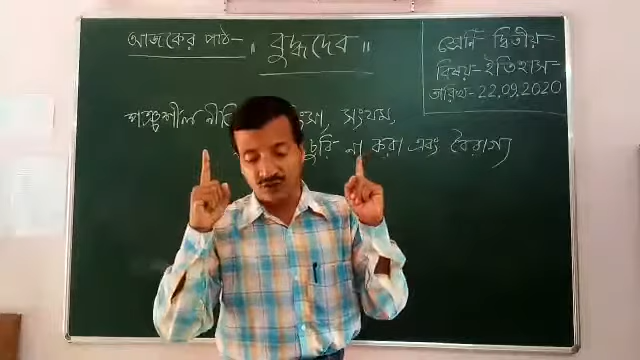 আজকের পাঠ- "বুদ্ধদেব"
শ্রেনি- দ্বিতীয়-
বিষয়- ইতিহাস-
তারিখ- 22.09.2020
পঞ্চশীল সংযম,
চুরি না করা এবং বৈরাগ্য